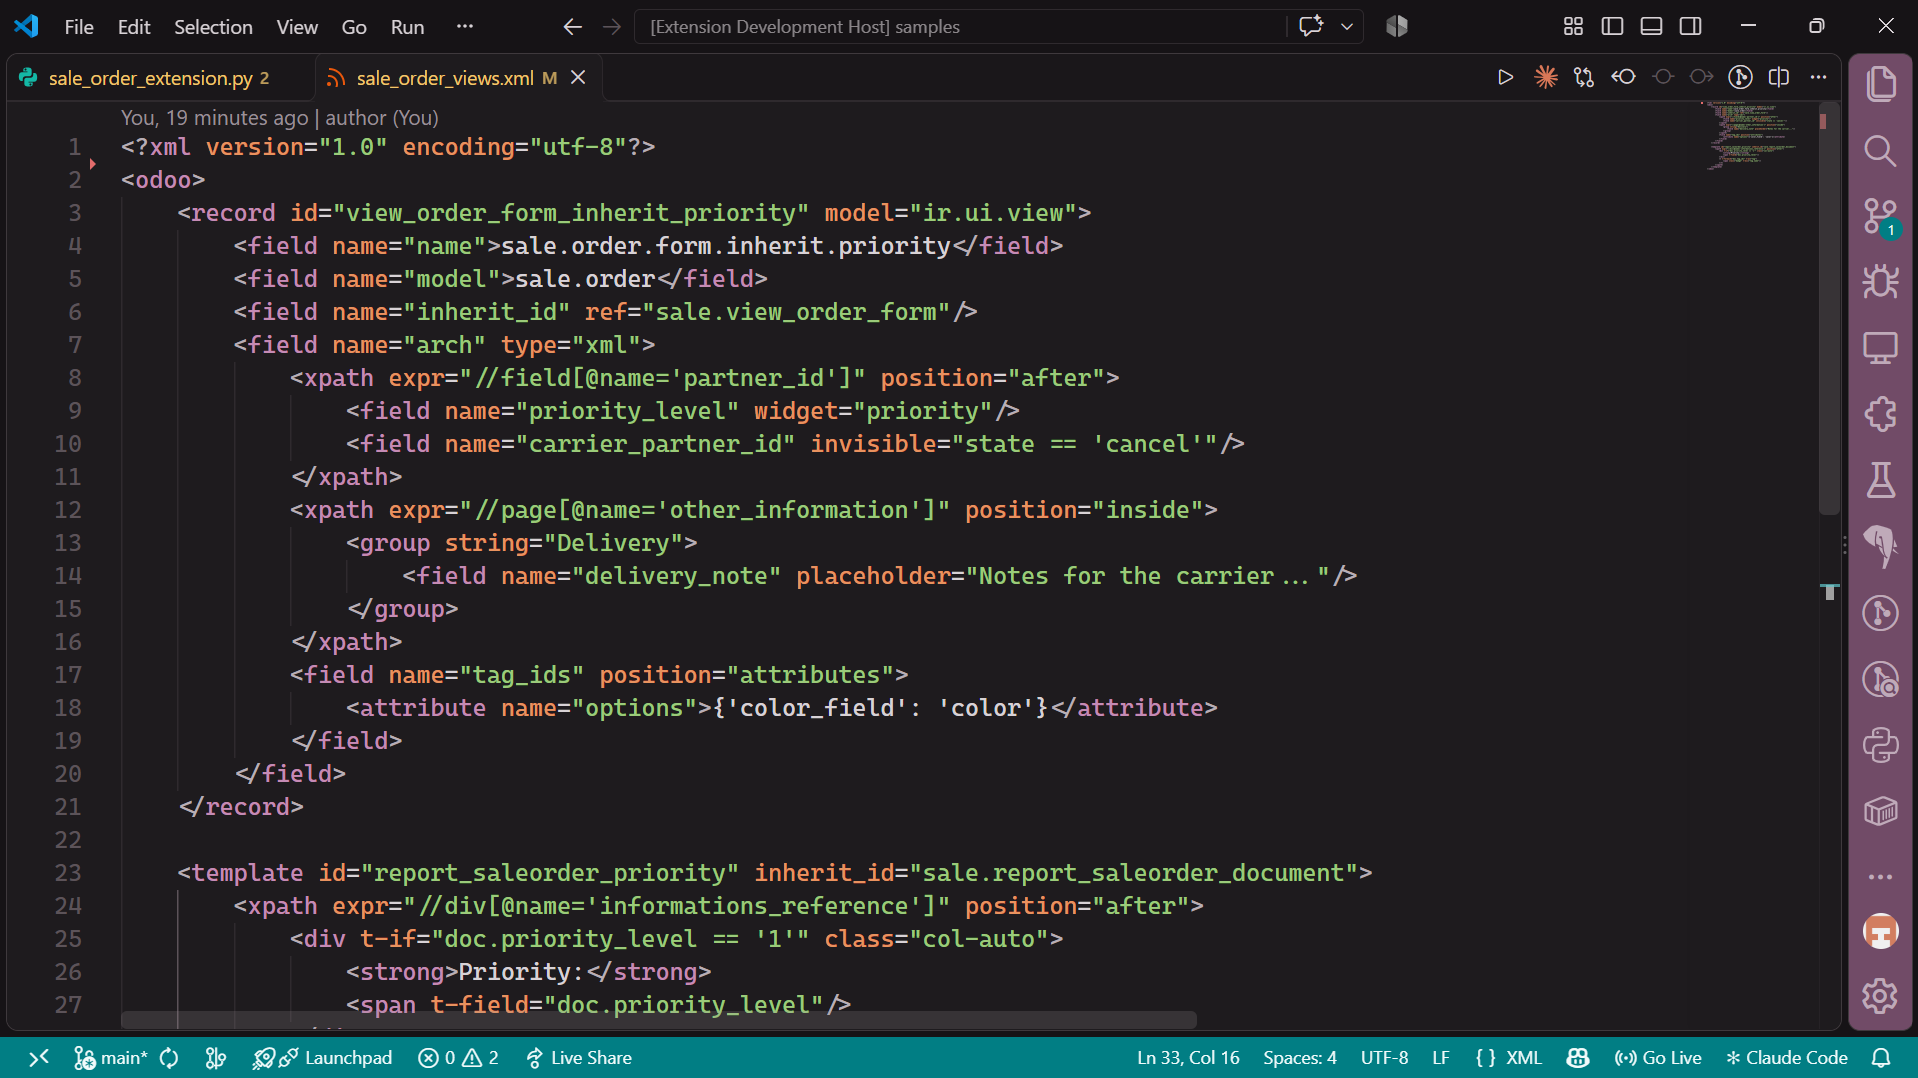 File Edit Selection View Go Run ··· [Extension Development Host] samples
sale_order_extension.py 2 sale_order_views.xml M
You, 19 minutes ago | author (You)
1 <?xml version="1.0" encoding="utf-8"?>
2 <odoo>
3 <record id="view_order_form_inherit_priority" model="ir.ui.view">
4 <field name="name">sale.order.form.inherit.priority</field>
5 <field name="model">sale.order</field>
6 <field name="inherit_id" ref="sale.view_order_form"/>
7 <field name="arch" type="xml">
8 <xpath expr="//field[@name='partner_id']" position="after">
9 <field name="priority_level" widget="priority"/>
10 <field name="carrier_partner_id" invisible="state == 'cancel'"/>
11 </xpath>
12 <xpath expr="//page[@name='other_information']" position="inside">
13 <group string="Delivery">
14 <field name="delivery_note" placeholder="Notes for the carrier..."/>
15 </group>
16 </xpath>
17 <field name="tag_ids" position="attributes">
18 <attribute name="options">{'color_field': 'color'}</attribute>
19 </field>
20 </field>
21 </record>
22
23 <template id="report_saleorder_priority" inherit_id="sale.report_saleorder_document">
24 <xpath expr="//div[@name='informations_reference']" position="after">
25 <div t-if="doc.priority_level == '1'" class="col-auto">
26 <strong>Priority:</strong>
27 <span t-field="doc.priority_level"/>
1
main* Launchpad 0 2 Live Share Ln 33, Col 16 Spaces: 4 UTF-8 LF { } XML Go Live Claude Code